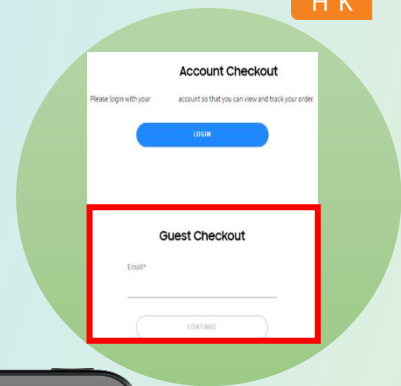 HK
Account Checkout
Please login with your account so that you can view and track your order.
LOGIN
Guest Checkout
Email*
CONTINUE